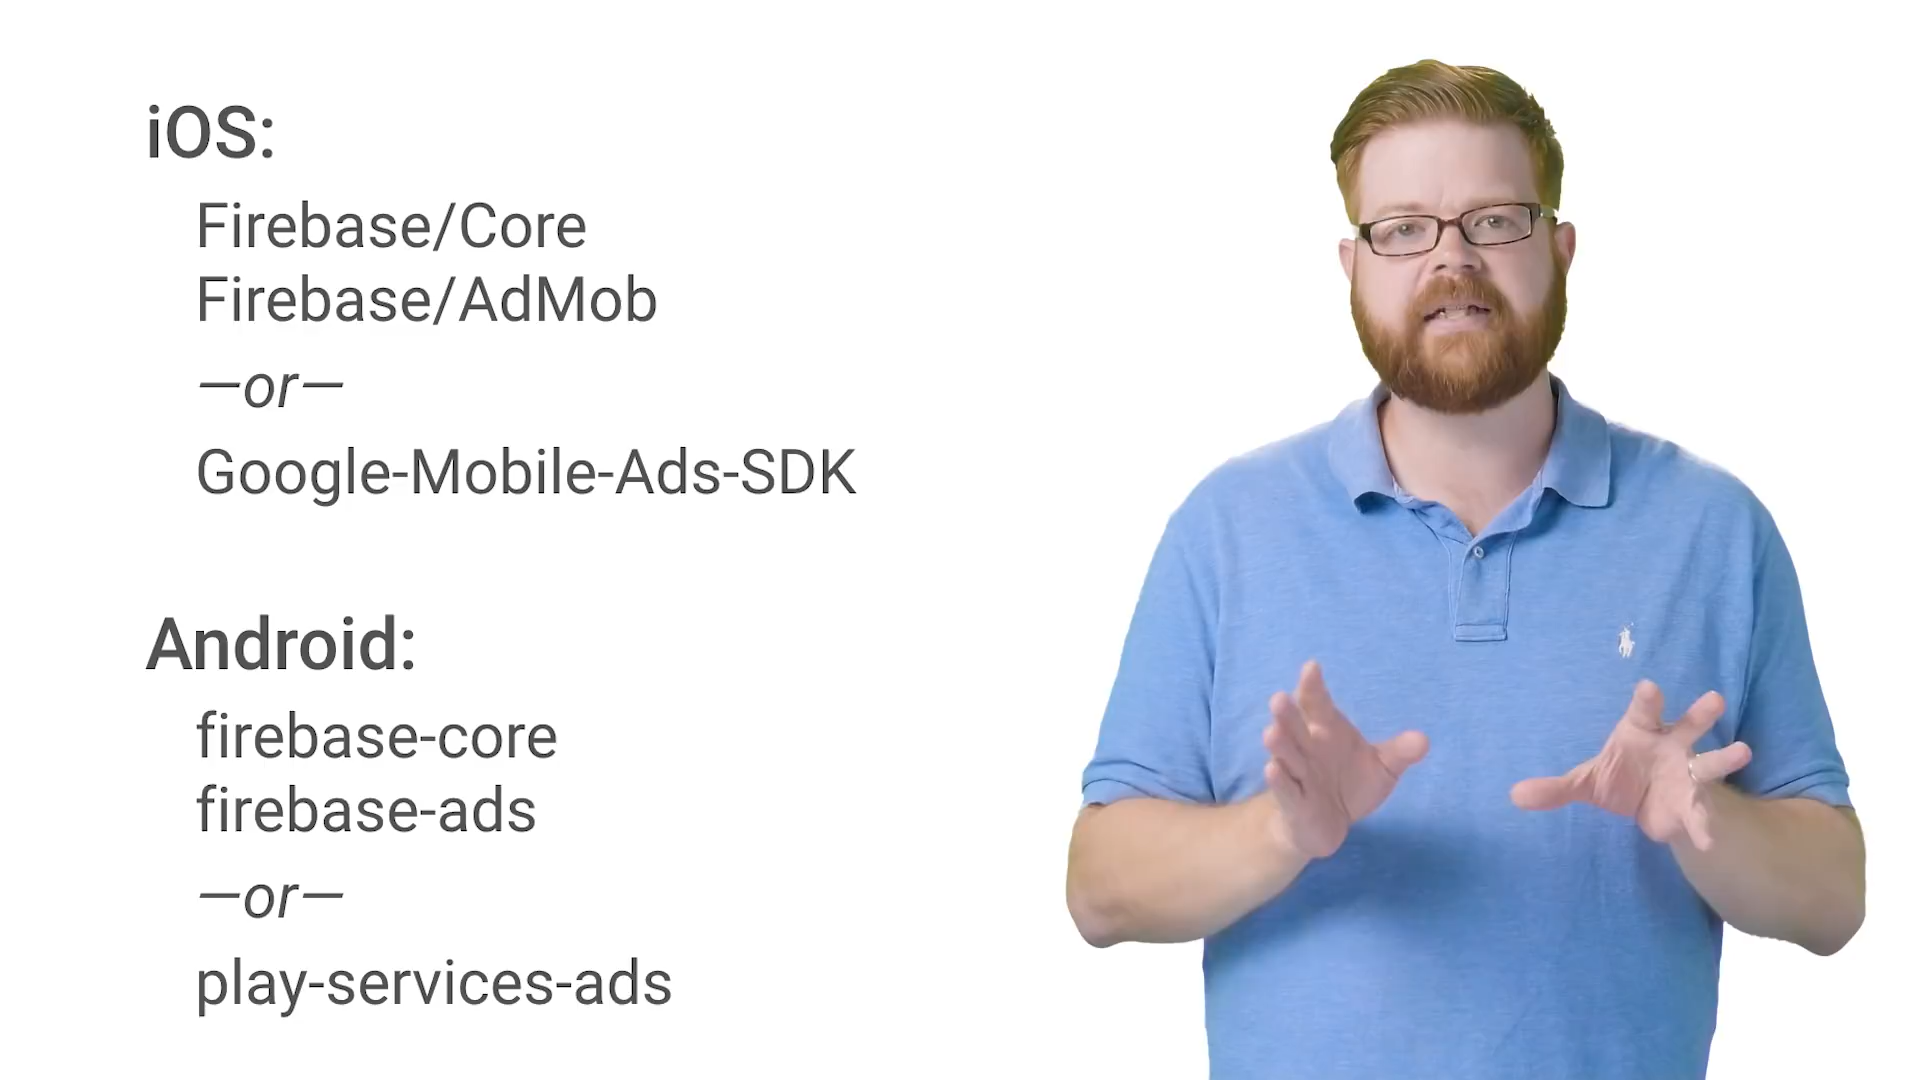 iOS:
Firebase/Core
Firebase/AdMob
—or—
Google-Mobile-Ads-SDK
Android:
firebase-core
firebase-ads
—or—
play-services-ads